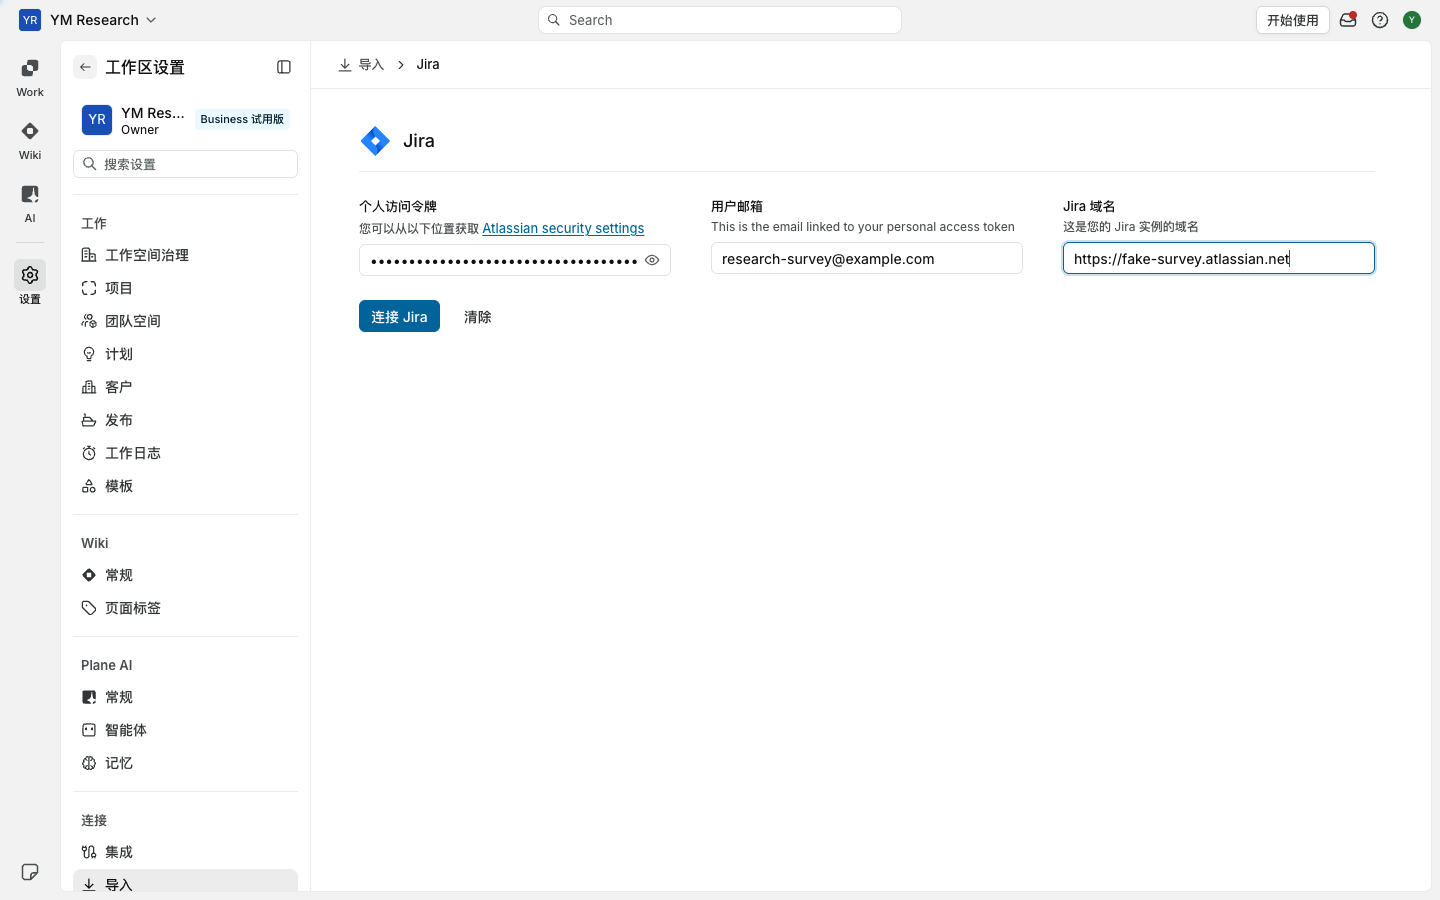 YR YM Research
Search
开始使用
Y
Work
Wiki
AI
设置
工作区设置
YR
YM Res...
Owner
Business 试用版
搜索设置
工作
工作空间治理
项目
团队空间
计划
客户
发布
工作日志
模板
Wiki
常规
页面标签
Plane AI
常规
智能体
记忆
连接
集成
导入
导入 > Jira
Jira
个人访问令牌
您可以从以下位置获取 Atlassian security settings
•••••••••••••••••••••••••••••••••••
用户邮箱
This is the email linked to your personal access token
research-survey@example.com
Jira 域名
这是您的 Jira 实例的域名
https://fake-survey.atlassian.net
连接 Jira
清除